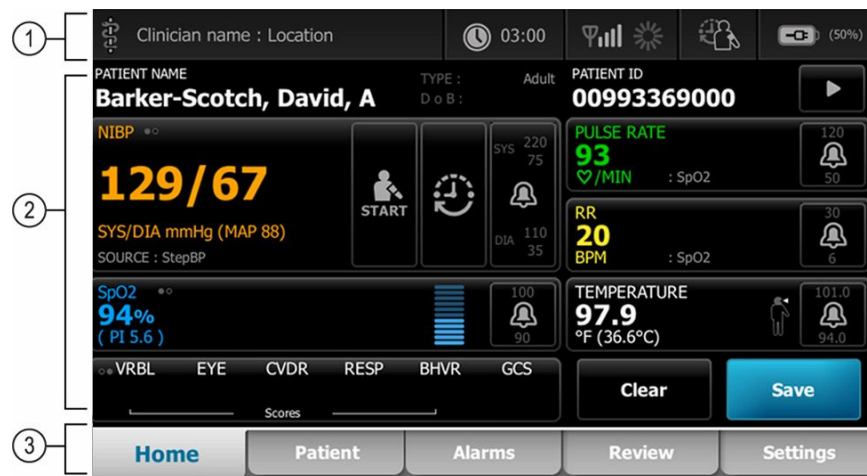 1
Clinician name : Location
03:00
(50%)
2
PATIENT NAME
Barker-Scotch, David, A
TYPE :
Adult
D o B :
PATIENT ID
00993369000
NIBP
129/67
SYS/DIA mmHg (MAP 88)
SOURCE : StepBP
START
SYS 220
75
DIA 110
35
PULSE RATE
93
/MIN : SpO2
120
50
RR
20
BPM : SpO2
30
6
SpO2
94%
( PI 5.6 )
100
90
TEMPERATURE
97.9
°F (36.6°C)
101.0
94.0
VRBL EYE CVDR RESP BHVR GCS
Scores
Clear
Save
3
Home Patient Alarms Review Settings